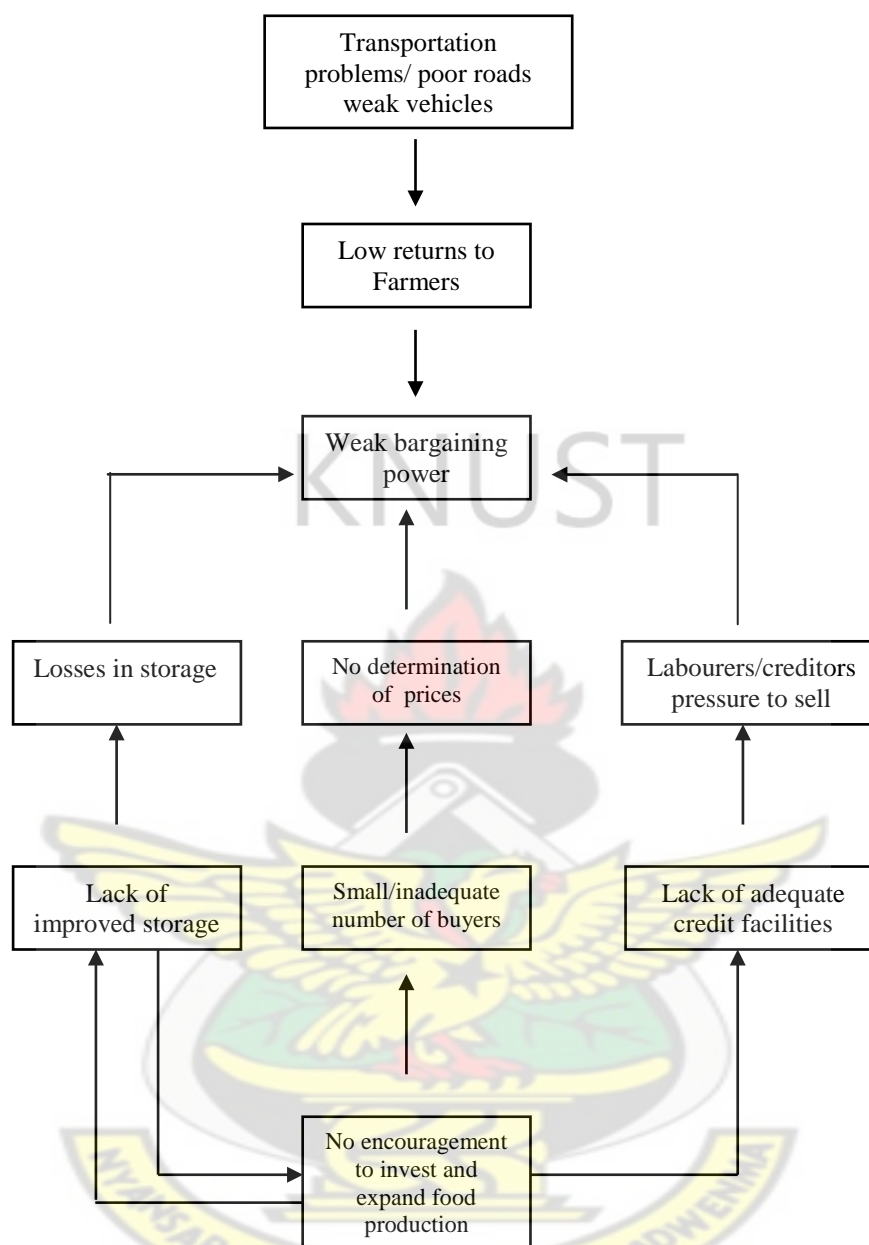 Transportation
problems/ poor roads
weak vehicles
Low returns to
Farmers
Weak bargaining
power
KNUST
Losses in storage
No determination
of prices
Labourers/creditors
pressure to sell
Lack of
improved storage
Small/inadequate
number of buyers
Lack of adequate
credit facilities
No encouragement
to invest and
expand food
production